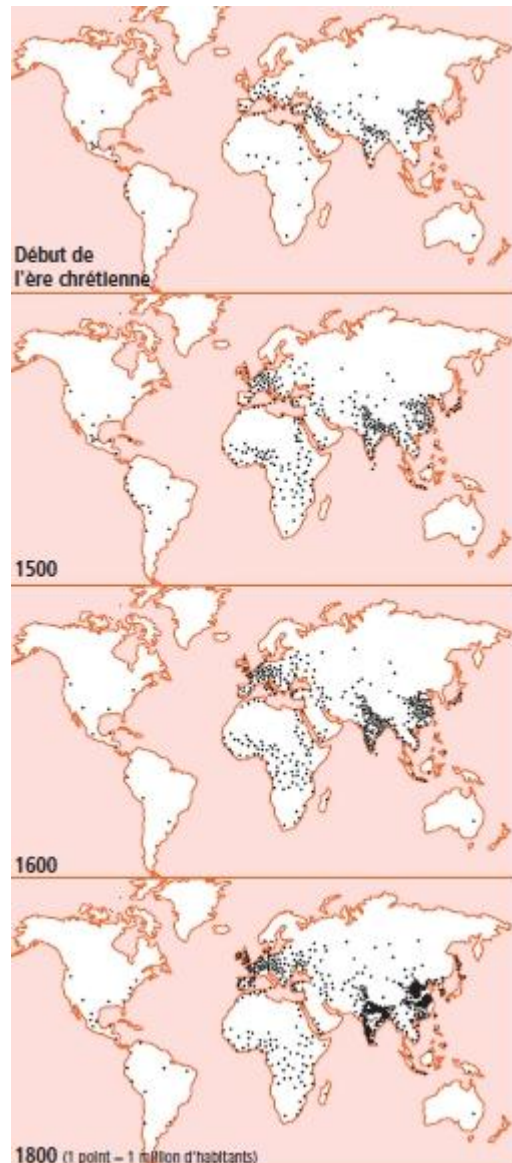 Début de
l'ère chrétienne
1500
1600
1800 (1 point – 1 million d'habitants)